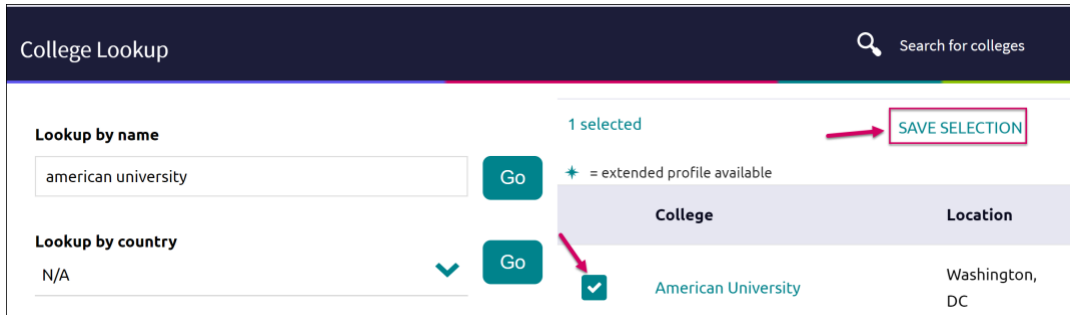 College Lookup
Search for colleges
Lookup by name
american university
Go
Lookup by country
N/A
Go
1 selected
SAVE SELECTION
= extended profile available
College
Location
American University
Washington,
DC